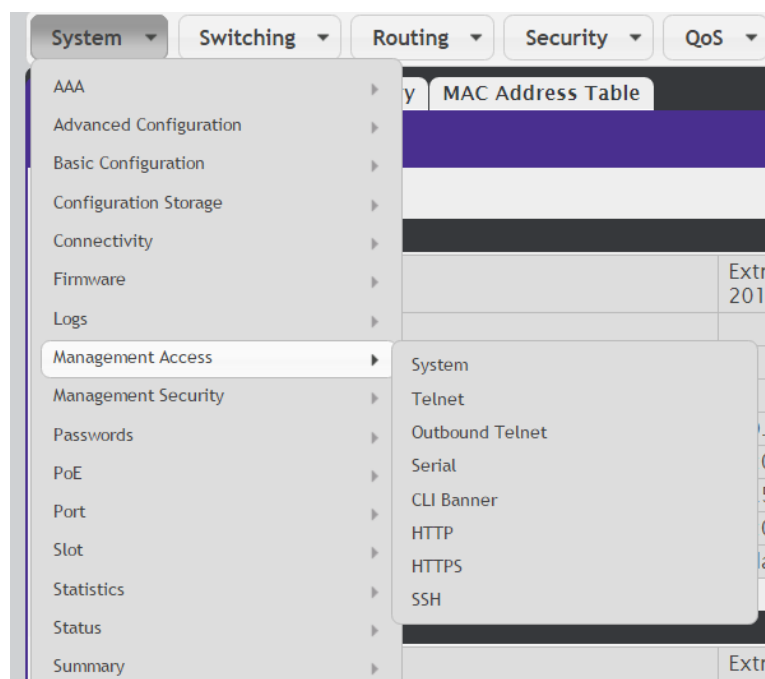 System Switching Routing Security QoS
MAC Address Table
AAA
Advanced Configuration
Basic Configuration
Configuration Storage
Connectivity
Firmware
Logs
Management Access
Management Security
Passwords
PoE
Port
Slot
Statistics
Status
Summary
System
Telnet
Outbound Telnet
Serial
CLI Banner
HTTP
HTTPS
SSH